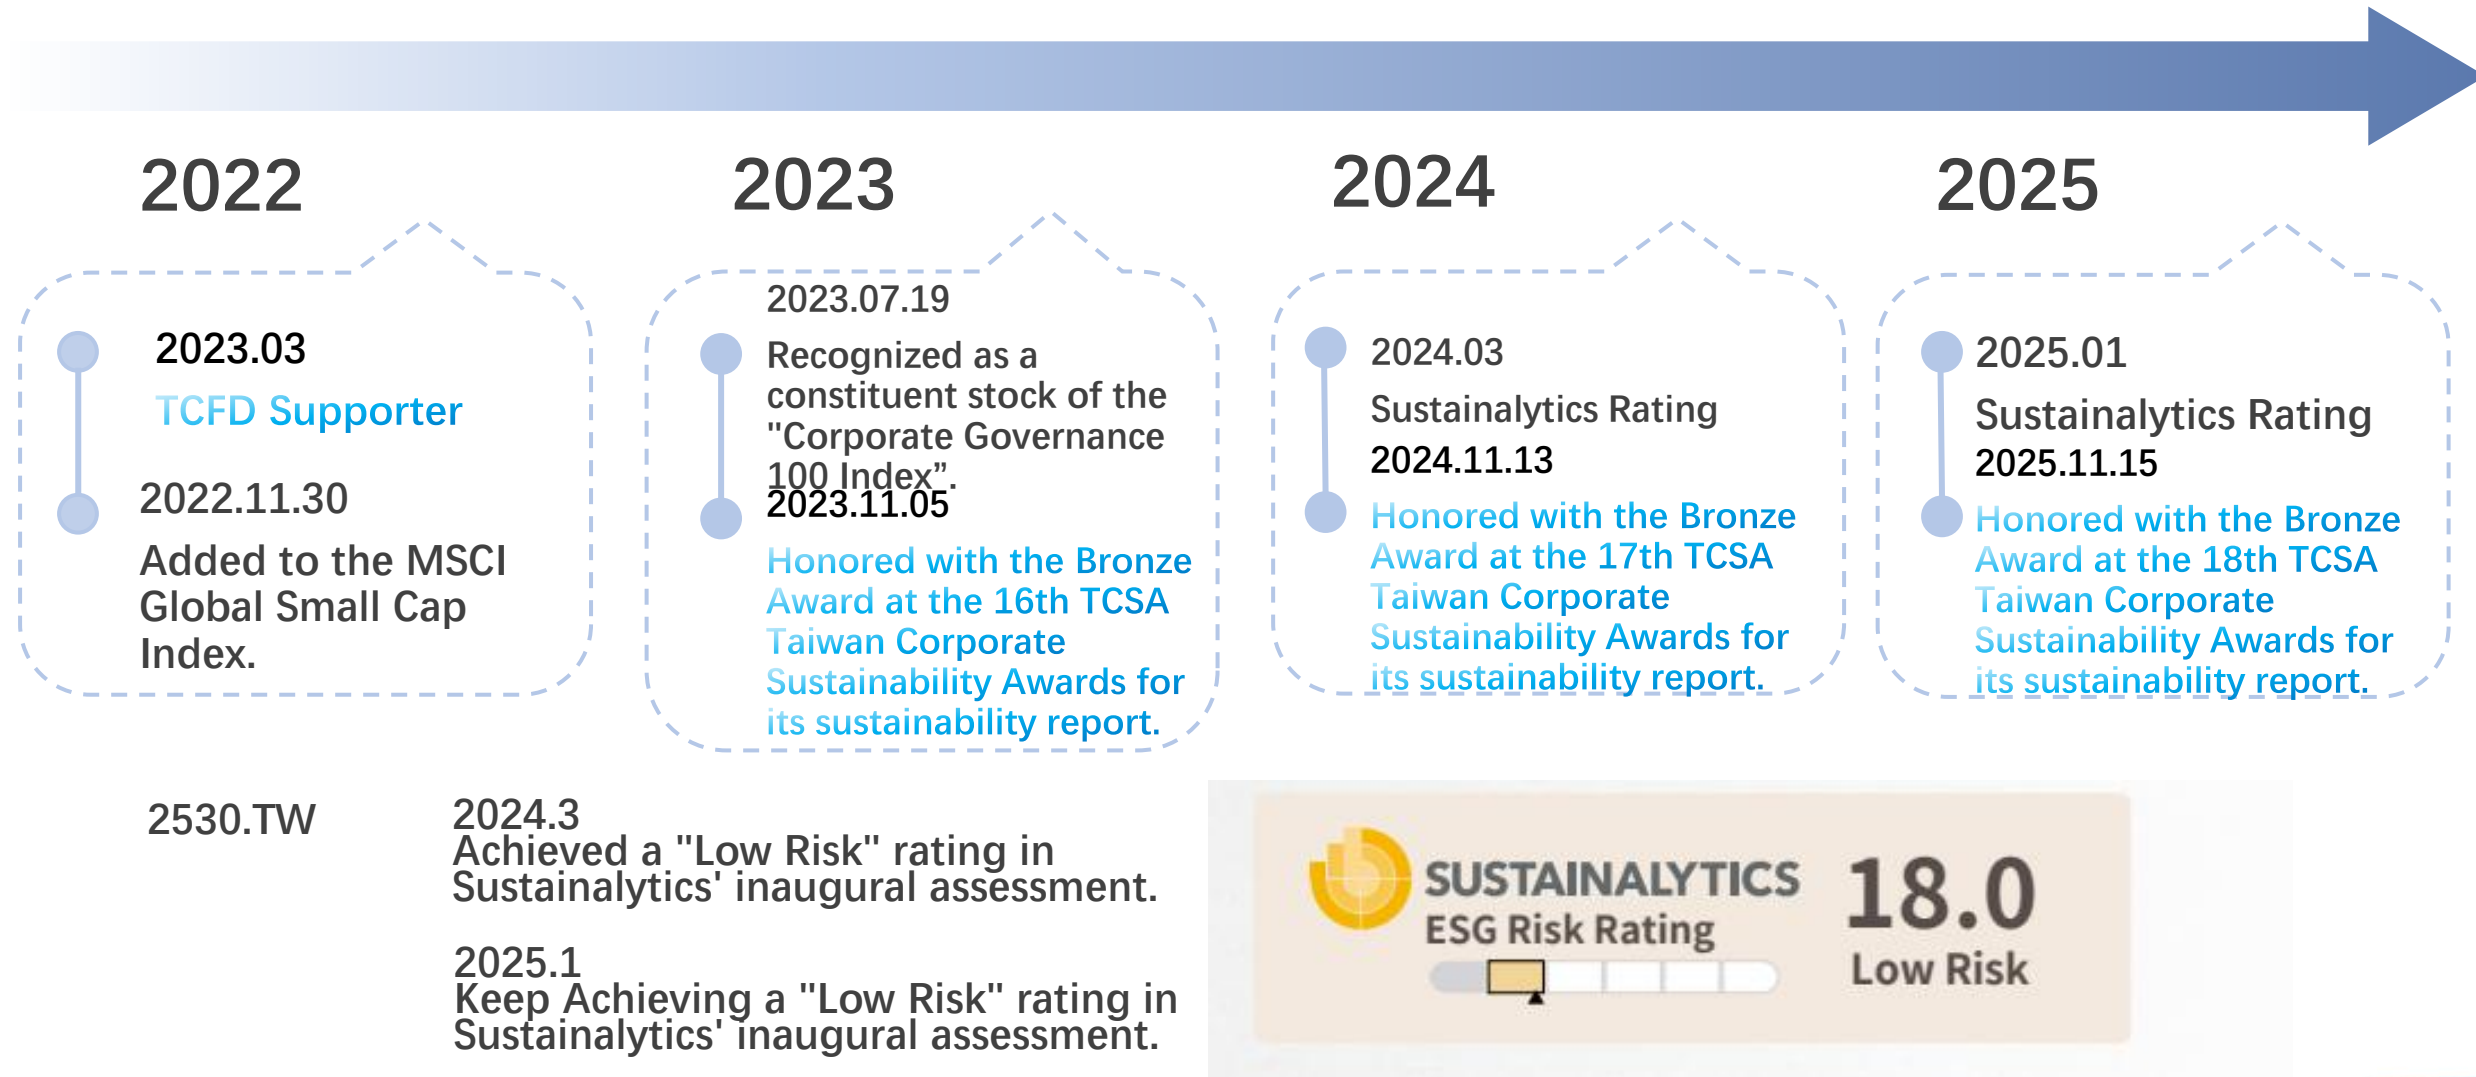 2022
2023.03
TCFD Supporter
2022.11.30
Added to the MSCI
Global Small Cap
Index.
2023
2023.07.19
Recognized as a
constituent stock of the
"Corporate Governance
100 Index”.
2023.11.05
Honored with the Bronze
Award at the 16th TCSA
Taiwan Corporate
Sustainability Awards for
its sustainability report.
2024
2024.03
Sustainalytics Rating
2024.11.13
Honored with the Bronze
Award at the 17th TCSA
Taiwan Corporate
Sustainability Awards for
its sustainability report.
2025
2025.01
Sustainalytics Rating
2025.11.15
Honored with the Bronze
Award at the 18th TCSA
Taiwan Corporate
Sustainability Awards for
its sustainability report.
2530.TW
2024.3
Achieved a "Low Risk" rating in
Sustainalytics' inaugural assessment.
2025.1
Keep Achieving a "Low Risk" rating in
Sustainalytics' inaugural assessment.
SUSTAINALYTICS
ESG Risk Rating
18.0
Low Risk